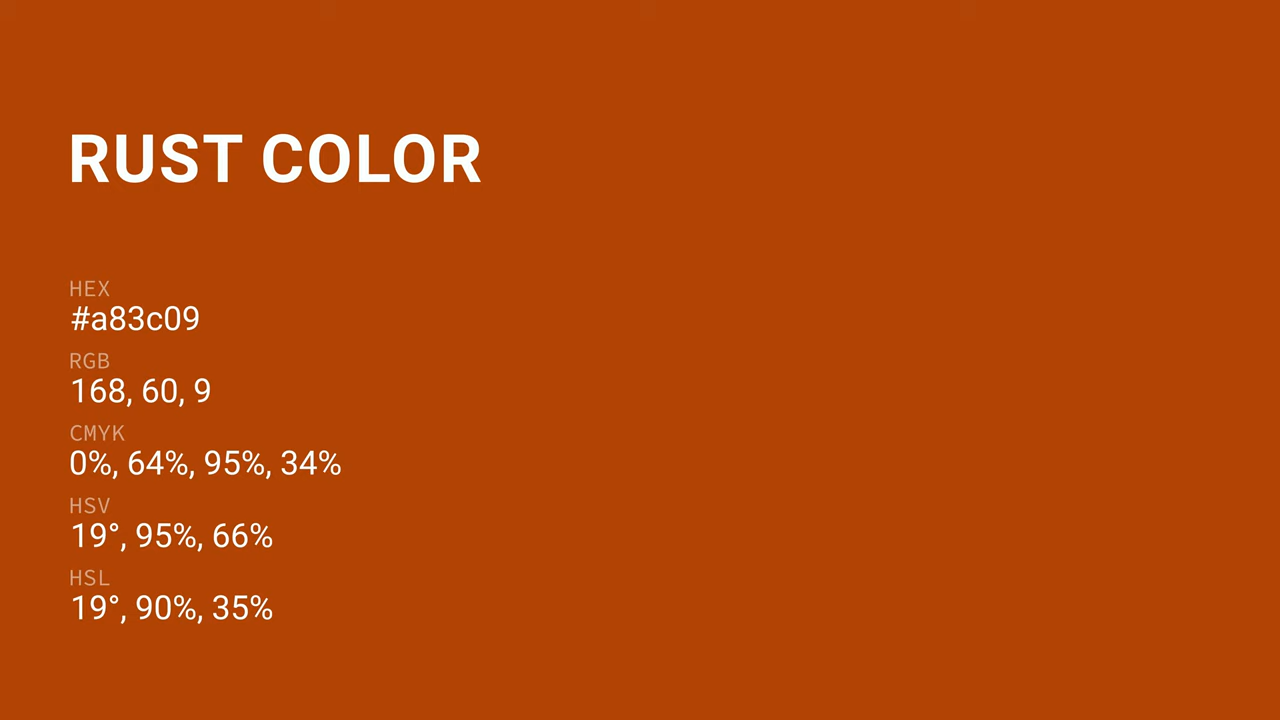 RUST COLOR
HEX
#a83c09
RGB
168, 60, 9
CMYK
0%, 64%, 95%, 34%
HSV
19°, 95%, 66%
HSL
19°, 90%, 35%